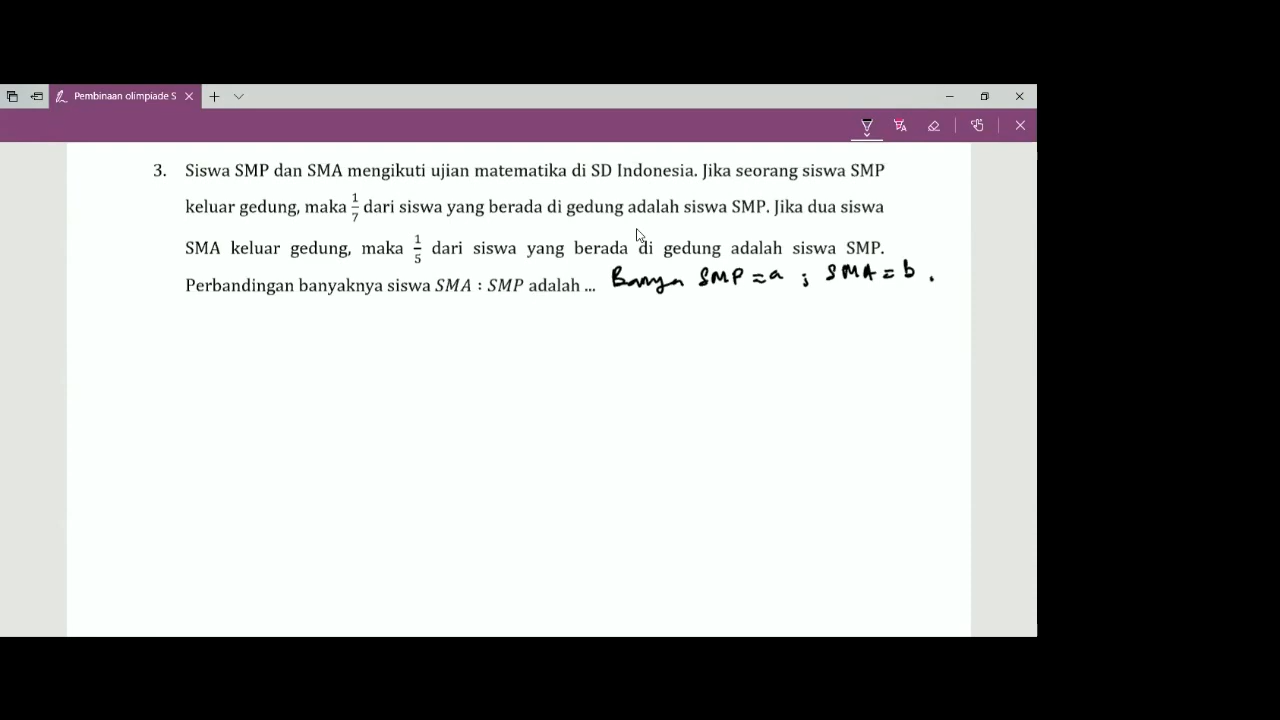 Pembinaan olimpiade S
3. Siswa SMP dan SMA mengikuti ujian matematika di SD Indonesia. Jika seorang siswa SMP
keluar gedung, maka 1/7 dari siswa yang berada di gedung adalah siswa SMP. Jika dua siswa
SMA keluar gedung, maka 1/5 dari siswa yang berada di gedung adalah siswa SMP.
Perbandingan banyaknya siswa SMA : SMP adalah ... Banya SMP = a ; SMA = b .